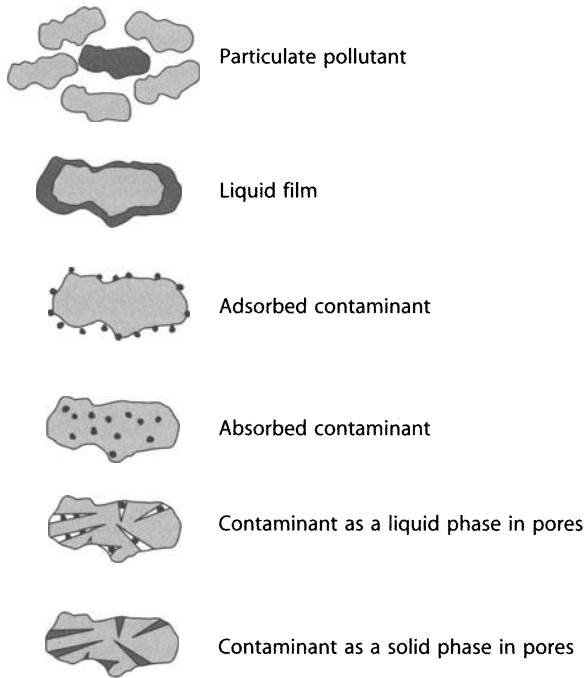 Particulate pollutant
Liquid film
Adsorbed contaminant
Absorbed contaminant
Contaminant as a liquid phase in pores
Contaminant as a solid phase in pores